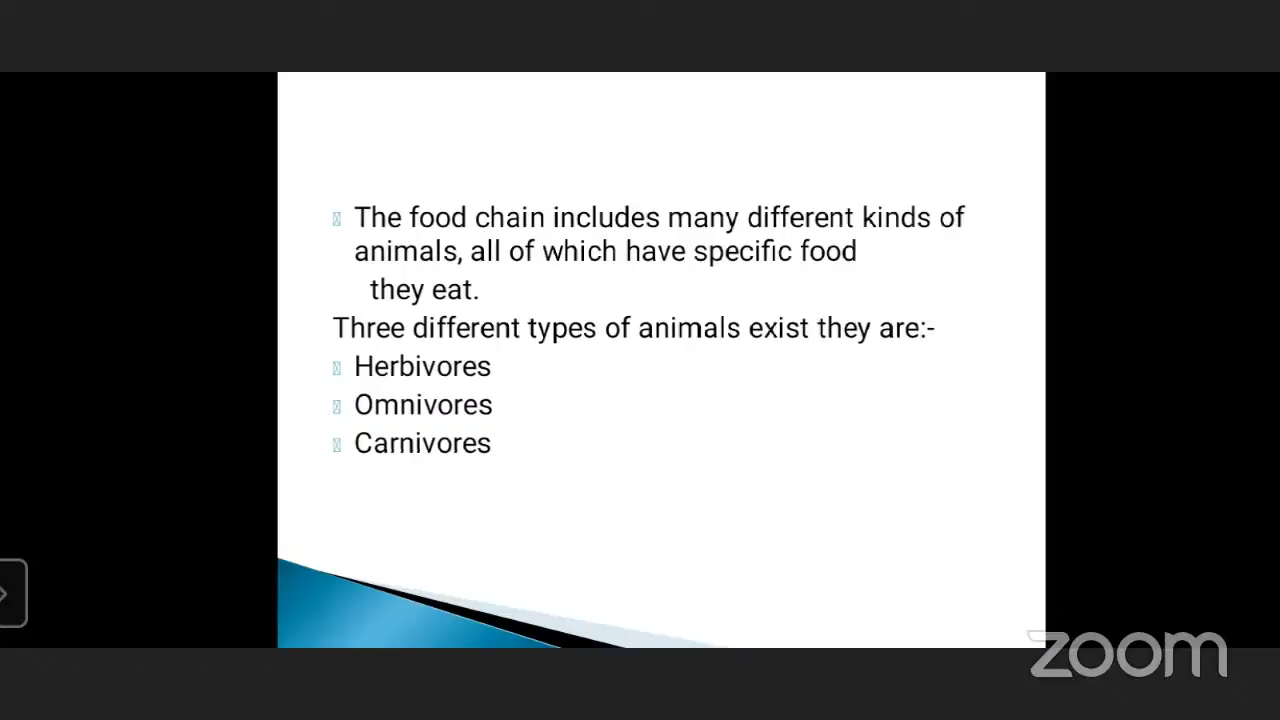 The food chain includes many different kinds of
animals, all of which have specific food
they eat.
Three different types of animals exist they are:-
Herbivores
Omnivores
Carnivores
zoom